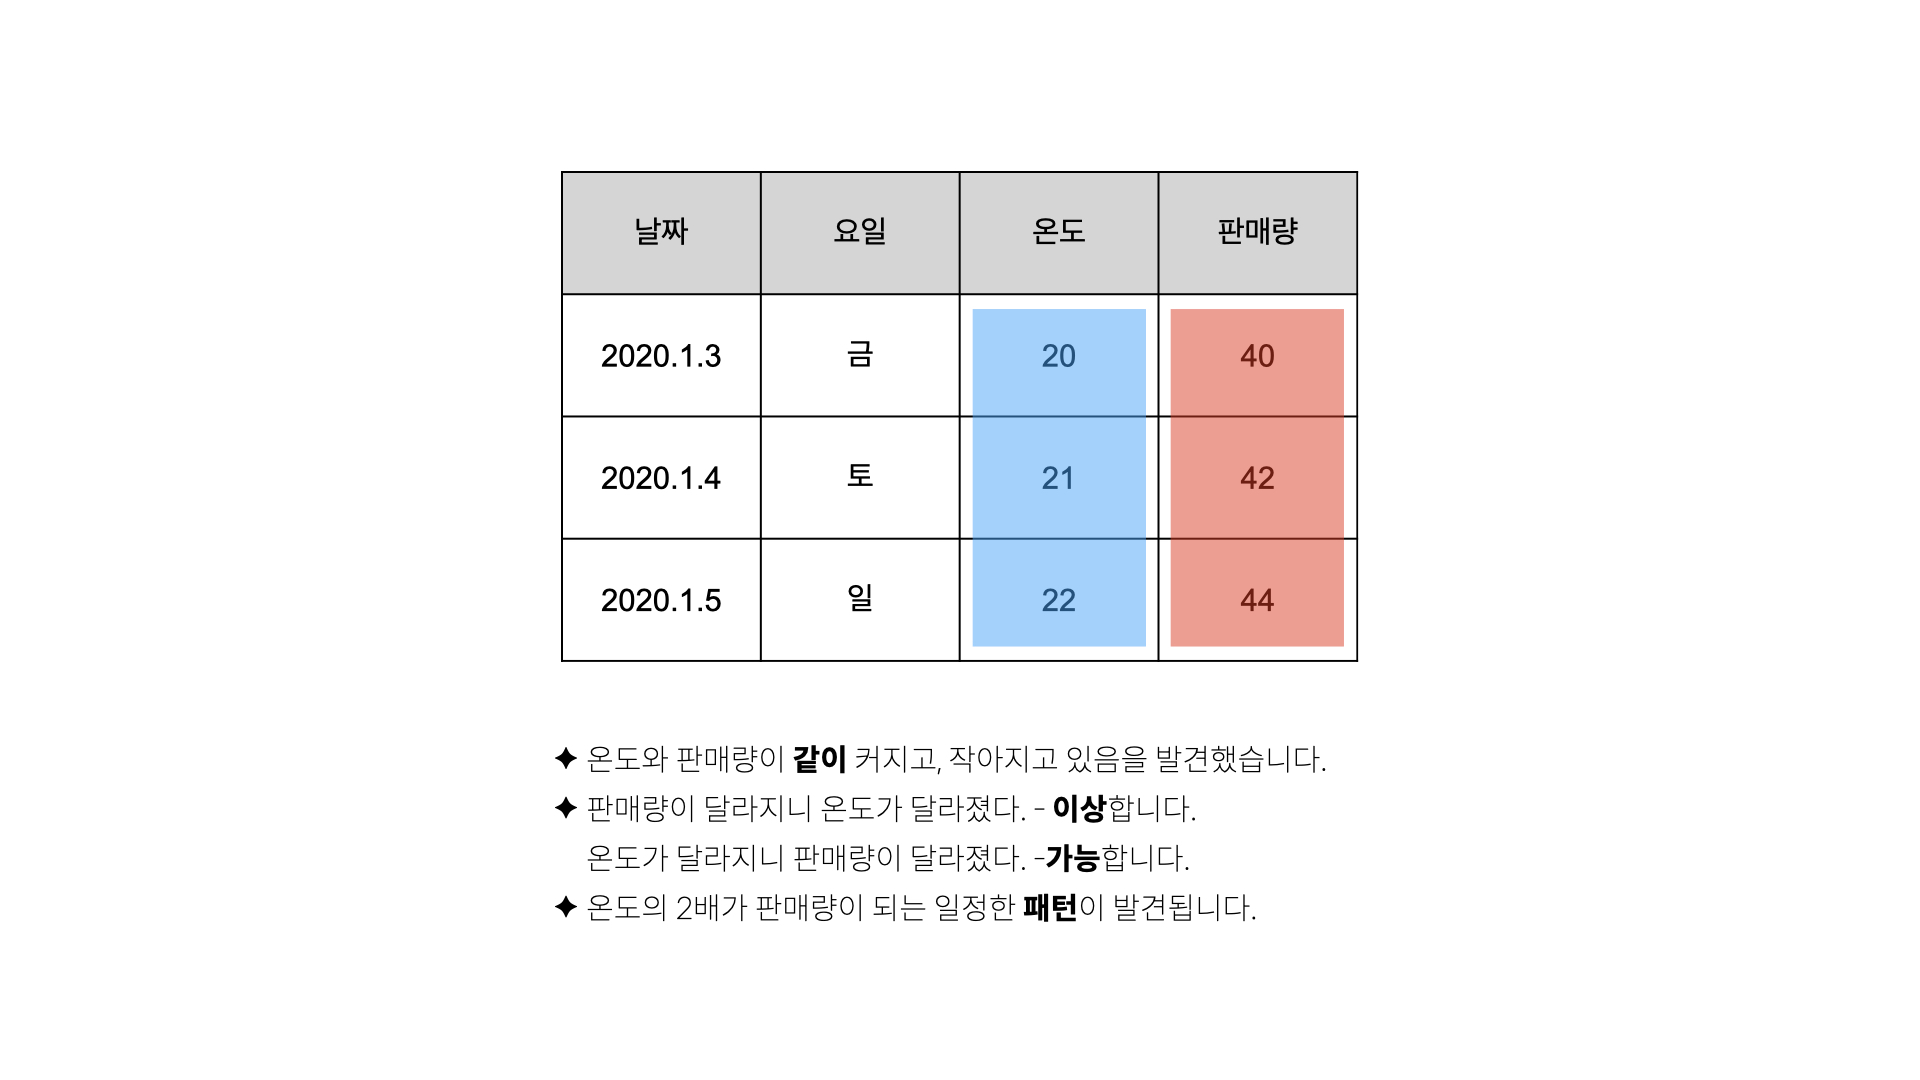 날짜 요일 온도 판매량
2020.1.3 금 20 40
2020.1.4 토 21 42
2020.1.5 일 22 44
✦ 온도와 판매량이 같이 커지고, 작아지고 있음을 발견했습니다.
✦ 판매량이 달라지니 온도가 달라졌다. - 이상합니다.
온도가 달라지니 판매량이 달라졌다. -가능합니다.
✦ 온도의 2배가 판매량이 되는 일정한 패턴이 발견됩니다.